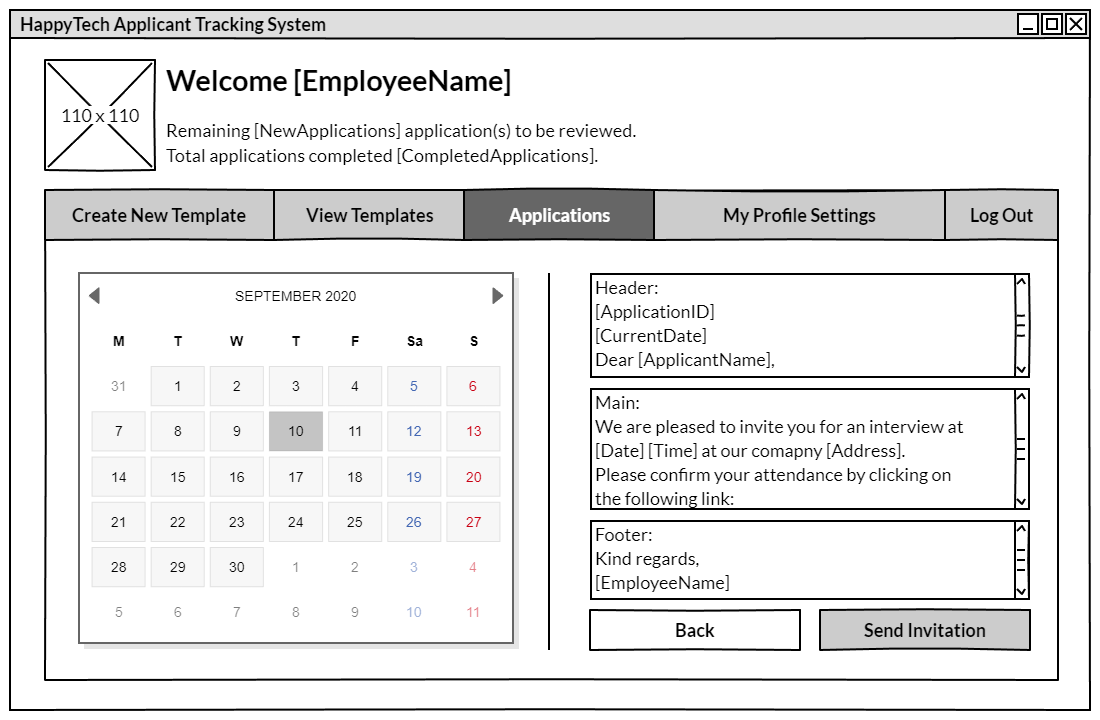 HappyTech Applicant Tracking System
110 x 110
Welcome [EmployeeName]
Remaining [NewApplications] application(s) to be reviewed.
Total applications completed [CompletedApplications].
Create New Template View Templates Applications My Profile Settings Log Out
SEPTEMBER 2020
M T W T F Sa S
31 1 2 3 4 5 6
7 8 9 10 11 12 13
14 15 16 17 18 19 20
21 22 23 24 25 26 27
28 29 30 1 2 3 4
5 6 7 8 9 10 11
Header:
[ApplicationID]
[CurrentDate]
Dear [ApplicantName],
Main:
We are pleased to invite you for an interview at
[Date] [Time] at our comapny [Address].
Please confirm your attendance by clicking on
the following link:
Footer:
Kind regards,
[EmployeeName]
Back Send Invitation